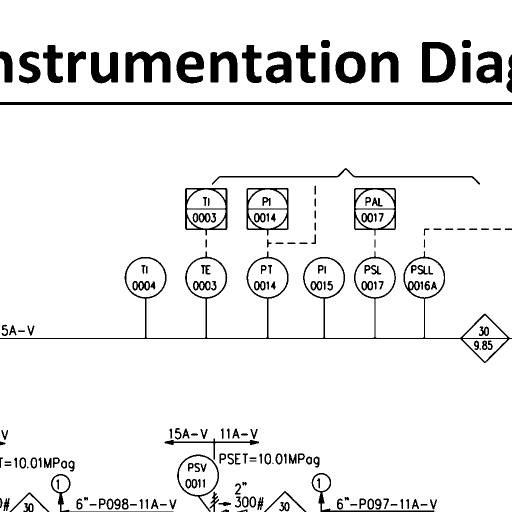 nstrumentation Diag
TI 0003
PI 0014
PAL 0017
TI 0004
TE 0003
PT 0014
PI 0015
PSL 0017
PSLL 0016A
5A-V
30
9.85
V
15A-V
11A-V
T=10.01MPag
PSV 0011
PSET=10.01MPag
1
1
2"
300#
0#
30
6"-P098-11A-V
30
6"-P097-11A-V